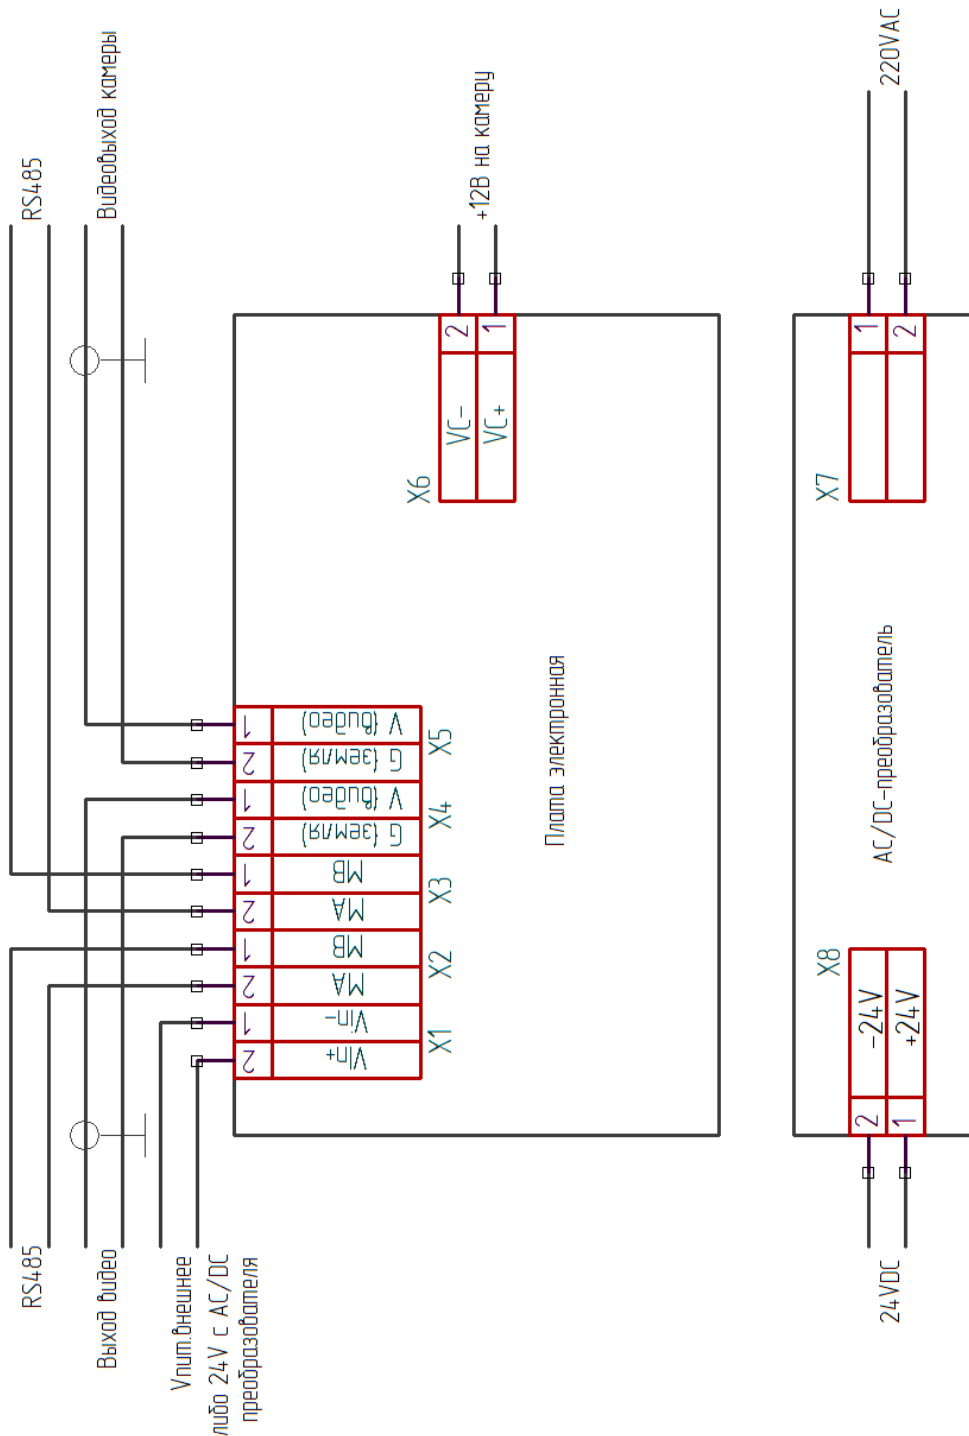 RS485
Видеовыход камеры
+12В на камеру
220VAC
1
V (видео)
2
G (земля)
X5
1
V (видео)
2
G (земля)
X4
1
MB
2
MA
X3
1
MB
2
MA
X2
1
Vin-
2
VIn+
X1
X6
2
VC-
1
VC+
Плата электронная
X7
1
2
AC/DC-преобразователь
X8
-24V
+24V
2
1
RS485
Выход видео
Vпит.внешнее
либо 24V с AC/DC
преобразователя
24VDC